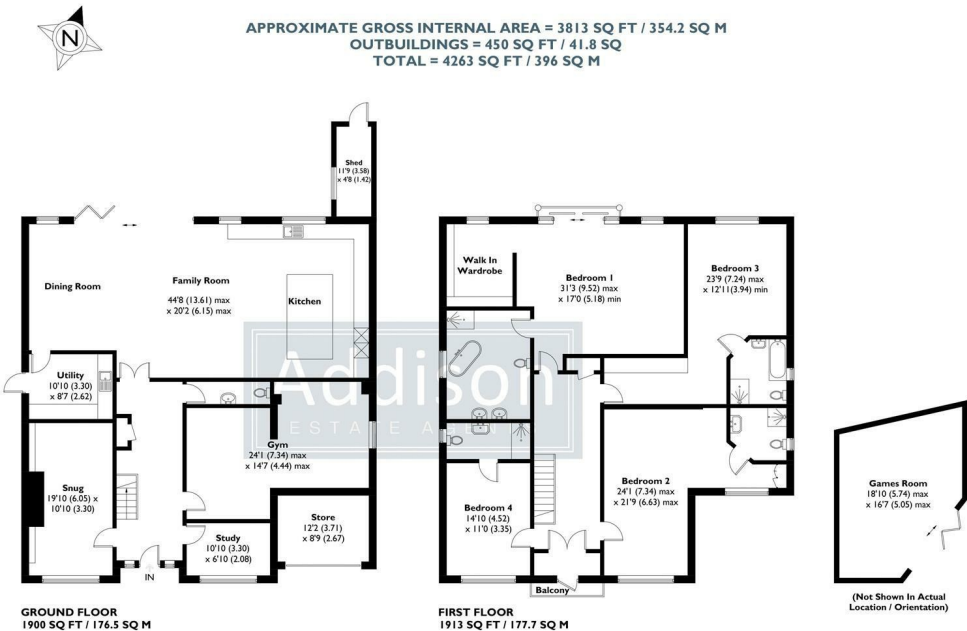 N
APPROXIMATE GROSS INTERNAL AREA = 3813 SQ FT / 354.2 SQ M
OUTBUILDINGS = 450 SQ FT / 41.8 SQ
TOTAL = 4263 SQ FT / 396 SQ M
Shed
11'9 (3.58)
x 4'8 (1.42)
Dining Room
Family Room
44'8 (13.61) max
x 20'2 (6.15) max
Kitchen
Utility
10'10 (3.30)
x 8'7 (2.62)
Gym
24'1 (7.34) max
x 14'7 (4.44) max
Snug
19'10 (6.05) x
10'10 (3.30)
Study
10'10 (3.30)
x 6'10 (2.08)
Store
12'2 (3.71)
x 8'9 (2.67)
IN
GROUND FLOOR
1900 SQ FT / 176.5 SQ M
Walk In
Wardrobe
Bedroom 1
31'3 (9.52) max
x 17'0 (5.18) min
Bedroom 3
23'9 (7.24) max
x 12'11(3.94) min
Bedroom 2
24'1 (7.34) max
x 21'9 (6.63) max
Bedroom 4
14'10 (4.52)
x 11'0 (3.35)
Balcony
FIRST FLOOR
1913 SQ FT / 177.7 SQ M
Games Room
18'10 (5.74) max
x 16'7 (5.05) max
(Not Shown In Actual
Location / Orientation)
Addison
ESTATE AGENT